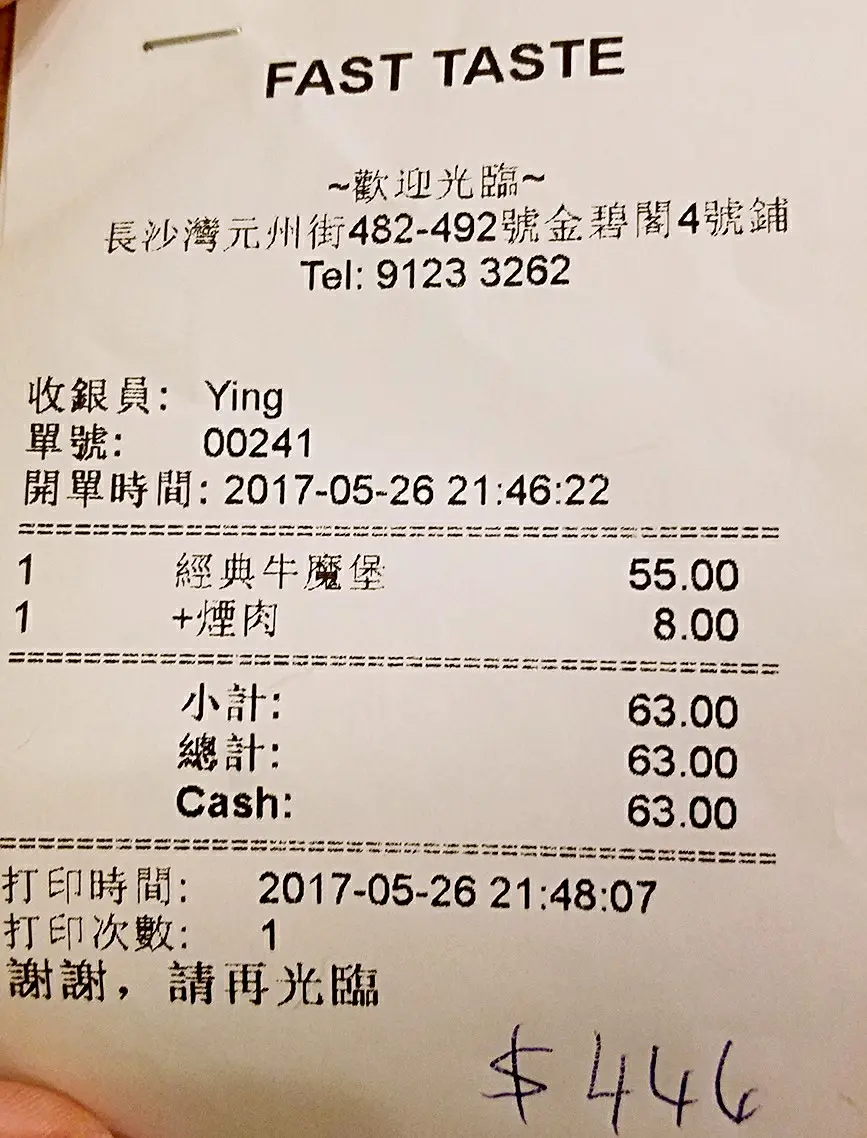 FAST TASTE
~歡迎光臨~
長沙灣元州街482-492號金碧閣4號鋪
Tel: 9123 3262
收銀員: Ying
單號: 00241
開單時間: 2017-05-26 21:46:22
1 經典牛魔堡 55.00
1 +煙肉 8.00
小計: 63.00
總計: 63.00
Cash: 63.00
打印時間: 2017-05-26 21:48:07
打印次數: 1
謝謝，請再光臨
$446